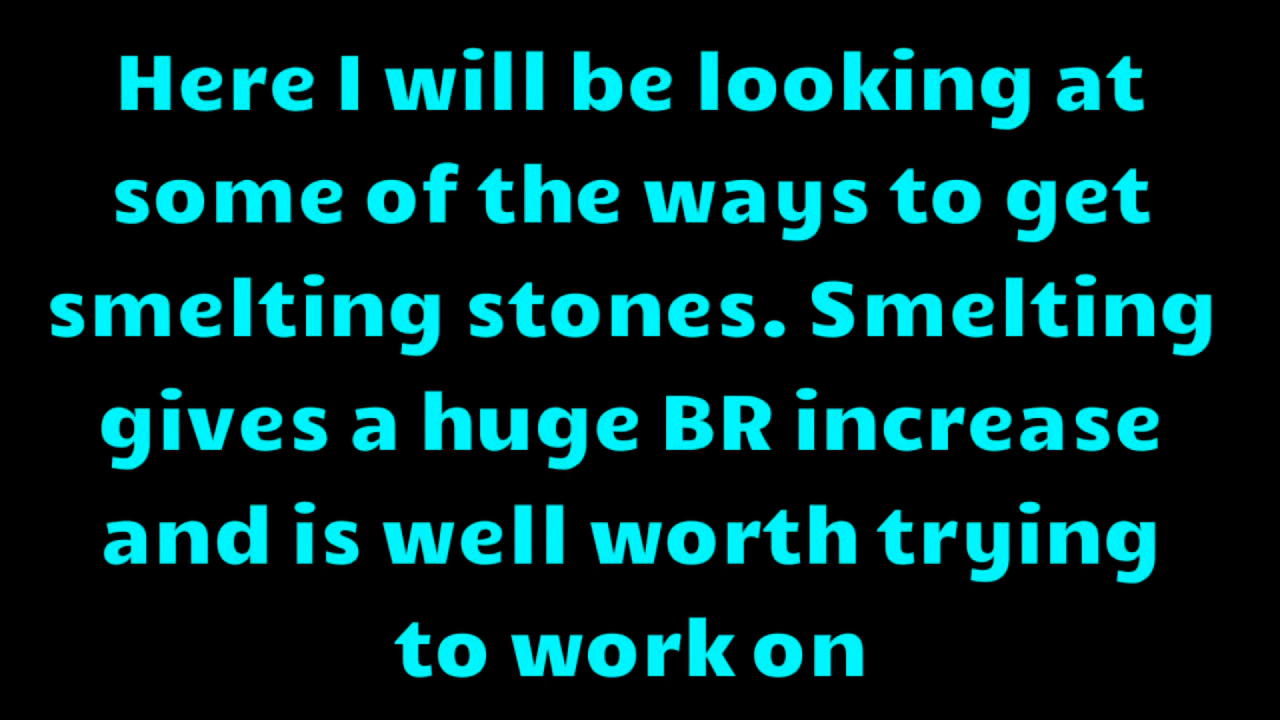 Here I will be looking at
some of the ways to get
smelting stones. Smelting
gives a huge BR increase
and is well worth trying
to work on